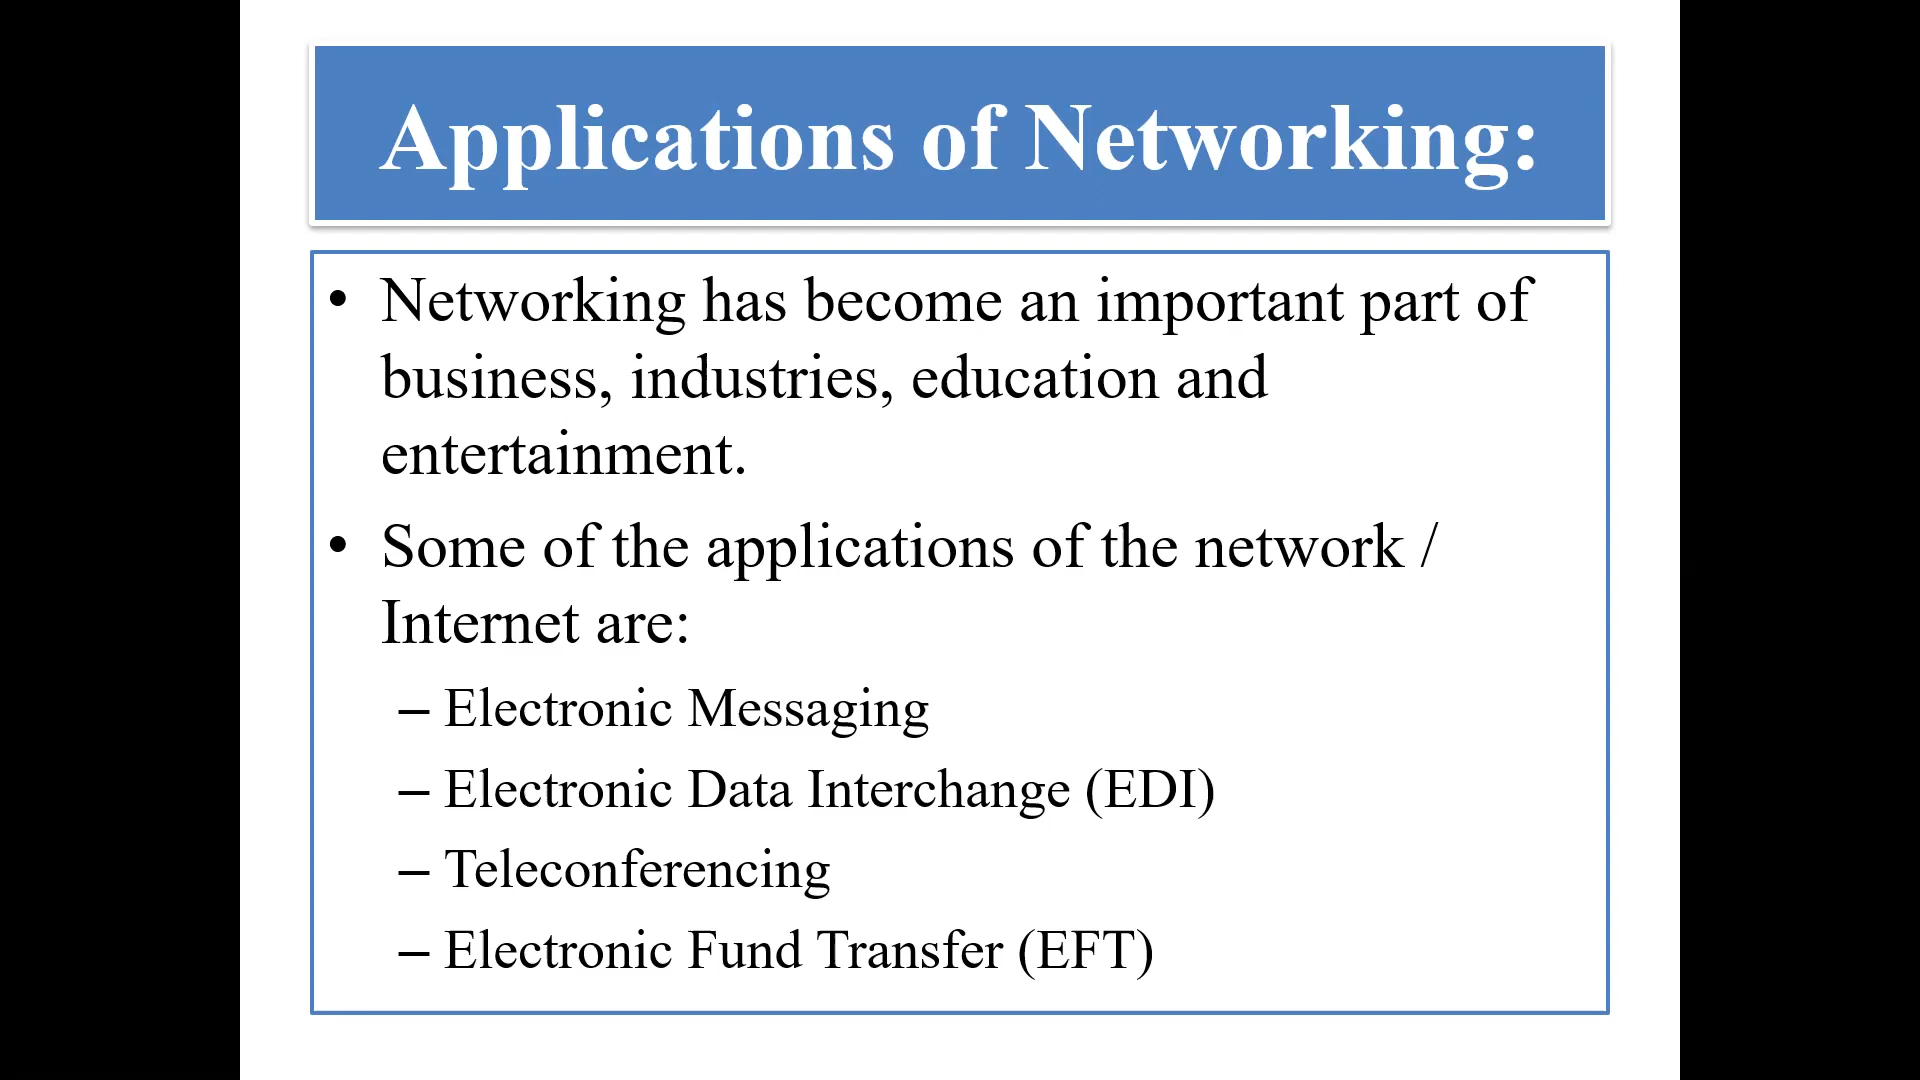 Applications of Networking:
• Networking has become an important part of
business, industries, education and
entertainment.
• Some of the applications of the network /
Internet are:
– Electronic Messaging
– Electronic Data Interchange (EDI)
– Teleconferencing
– Electronic Fund Transfer (EFT)